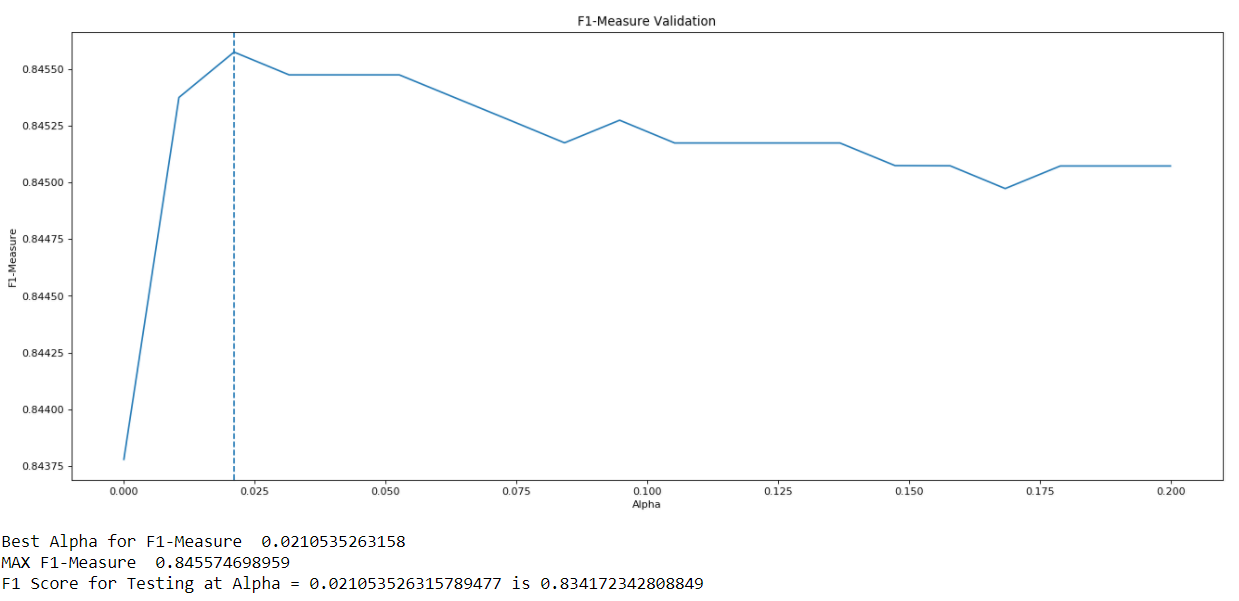 F1-Measure Validation
0.84550
0.84525
0.84500
0.84475
0.84450
0.84425
0.84400
0.84375
F1-Measure
0.000 0.025 0.050 0.075 0.100 0.125 0.150 0.175 0.200
Alpha
Best Alpha for F1-Measure 0.0210535263158
MAX F1-Measure 0.845574698959
F1 Score for Testing at Alpha = 0.021053526315789477 is 0.834172342808849